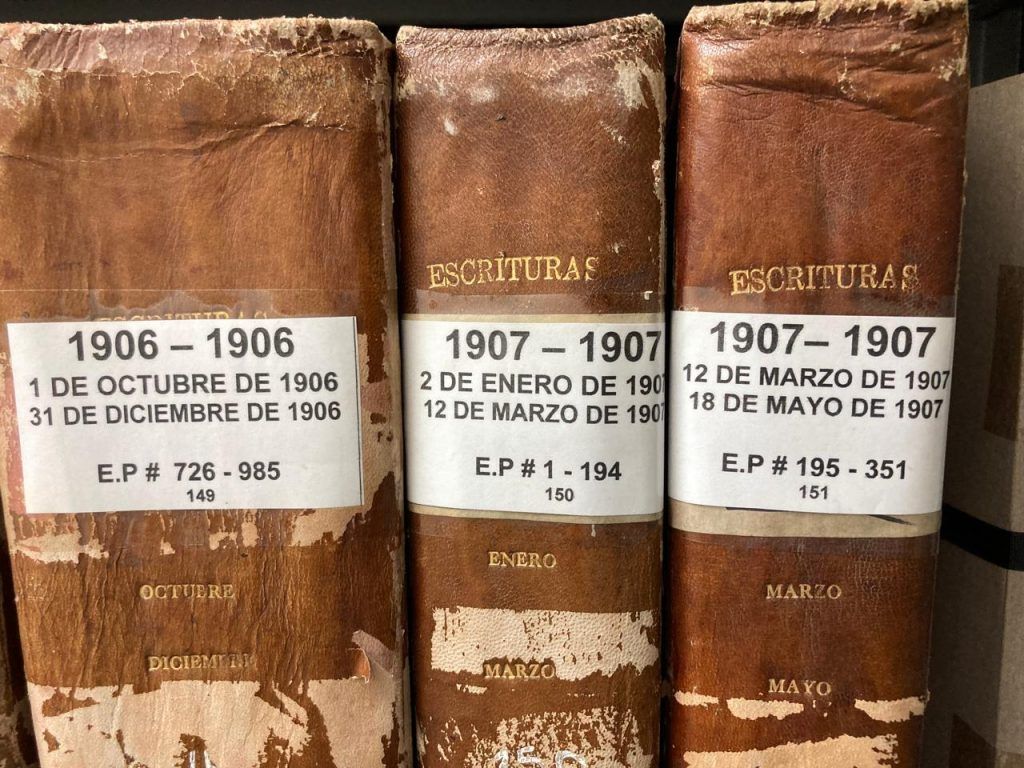 ESCRITURAS
1906 – 1906
1 DE OCTUBRE DE 1906
31 DE DICIEMBRE DE 1906
E.P # 726 - 985
149
OCTUBRE
ESCRITURAS
1907 – 1907
2 DE ENERO DE 1907
12 DE MARZO DE 1907
E.P # 1 - 194
150
ENERO
MARZO
150
ESCRITURAS
1907– 1907
12 DE MARZO DE 1907
18 DE MAYO DE 1907
E.P # 195 - 351
151
MARZO
MAYO